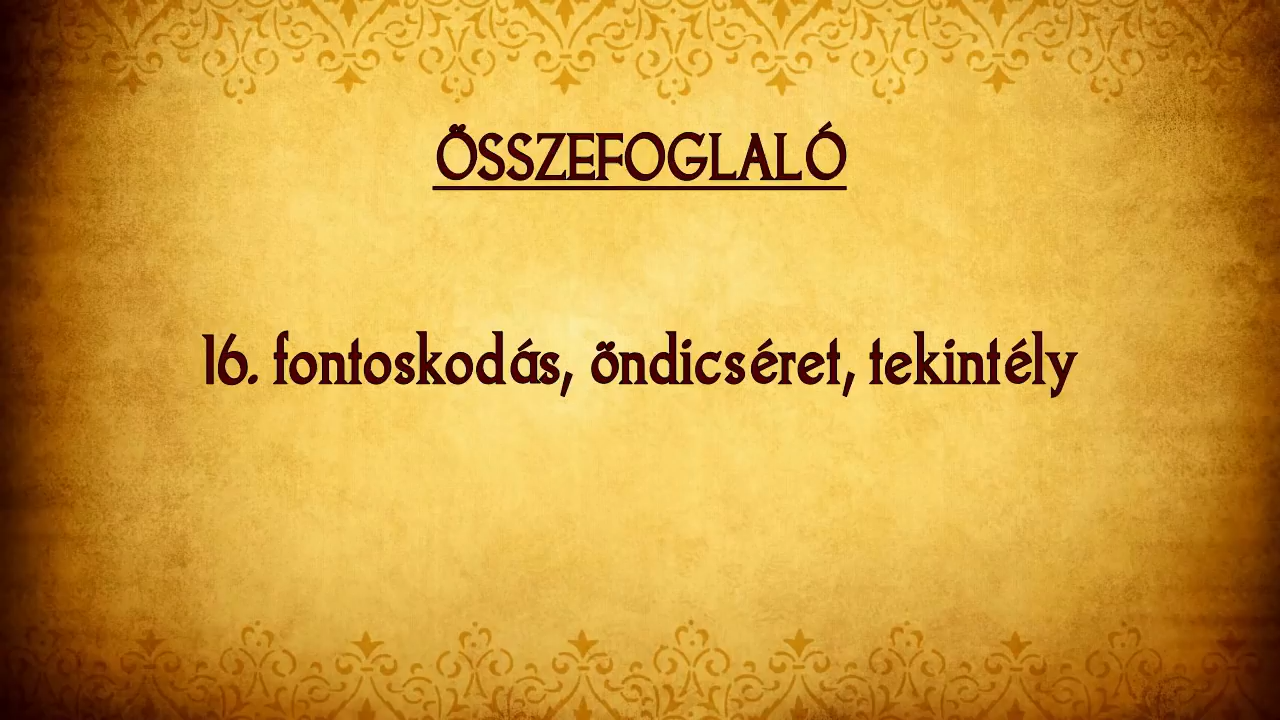 ÖSSZEFOGLALÓ
16. fontoskodás, öndicséret, tekintély